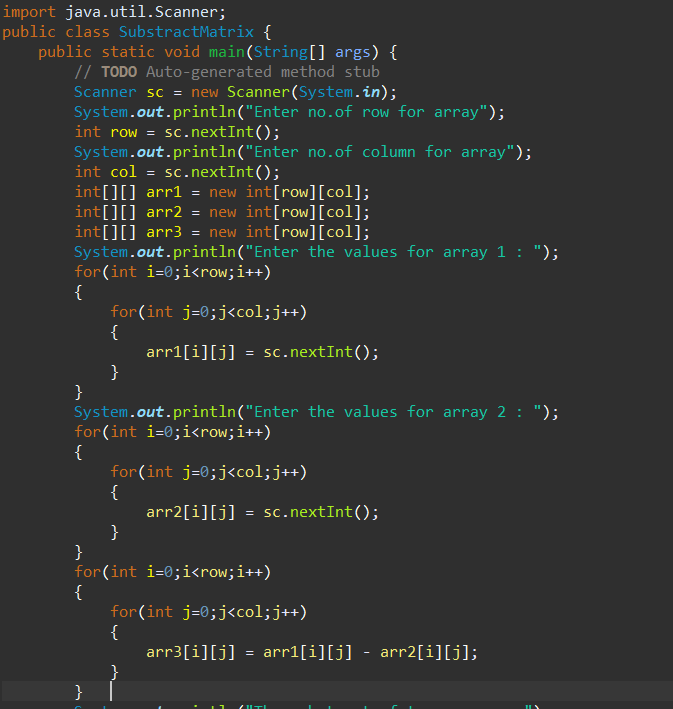 import java.util.Scanner;
public class SubstractMatrix {
    public static void main(String[] args) {
        // TODO Auto-generated method stub
        Scanner sc = new Scanner(System.in);
        System.out.println("Enter no.of row for array");
        int row = sc.nextInt();
        System.out.println("Enter no.of column for array");
        int col = sc.nextInt();
        int[][] arr1 = new int[row][col];
        int[][] arr2 = new int[row][col];
        int[][] arr3 = new int[row][col];
        System.out.println("Enter the values for array 1 : ");
        for(int i=0;i<row;i++)
        {
            for(int j=0;j<col;j++)
            {
                arr1[i][j] = sc.nextInt();
            }
        }
        System.out.println("Enter the values for array 2 : ");
        for(int i=0;i<row;i++)
        {
            for(int j=0;j<col;j++)
            {
                arr2[i][j] = sc.nextInt();
            }
        }
        for(int i=0;i<row;i++)
        {
            for(int j=0;j<col;j++)
            {
                arr3[i][j] = arr1[i][j] - arr2[i][j];
            }
        }